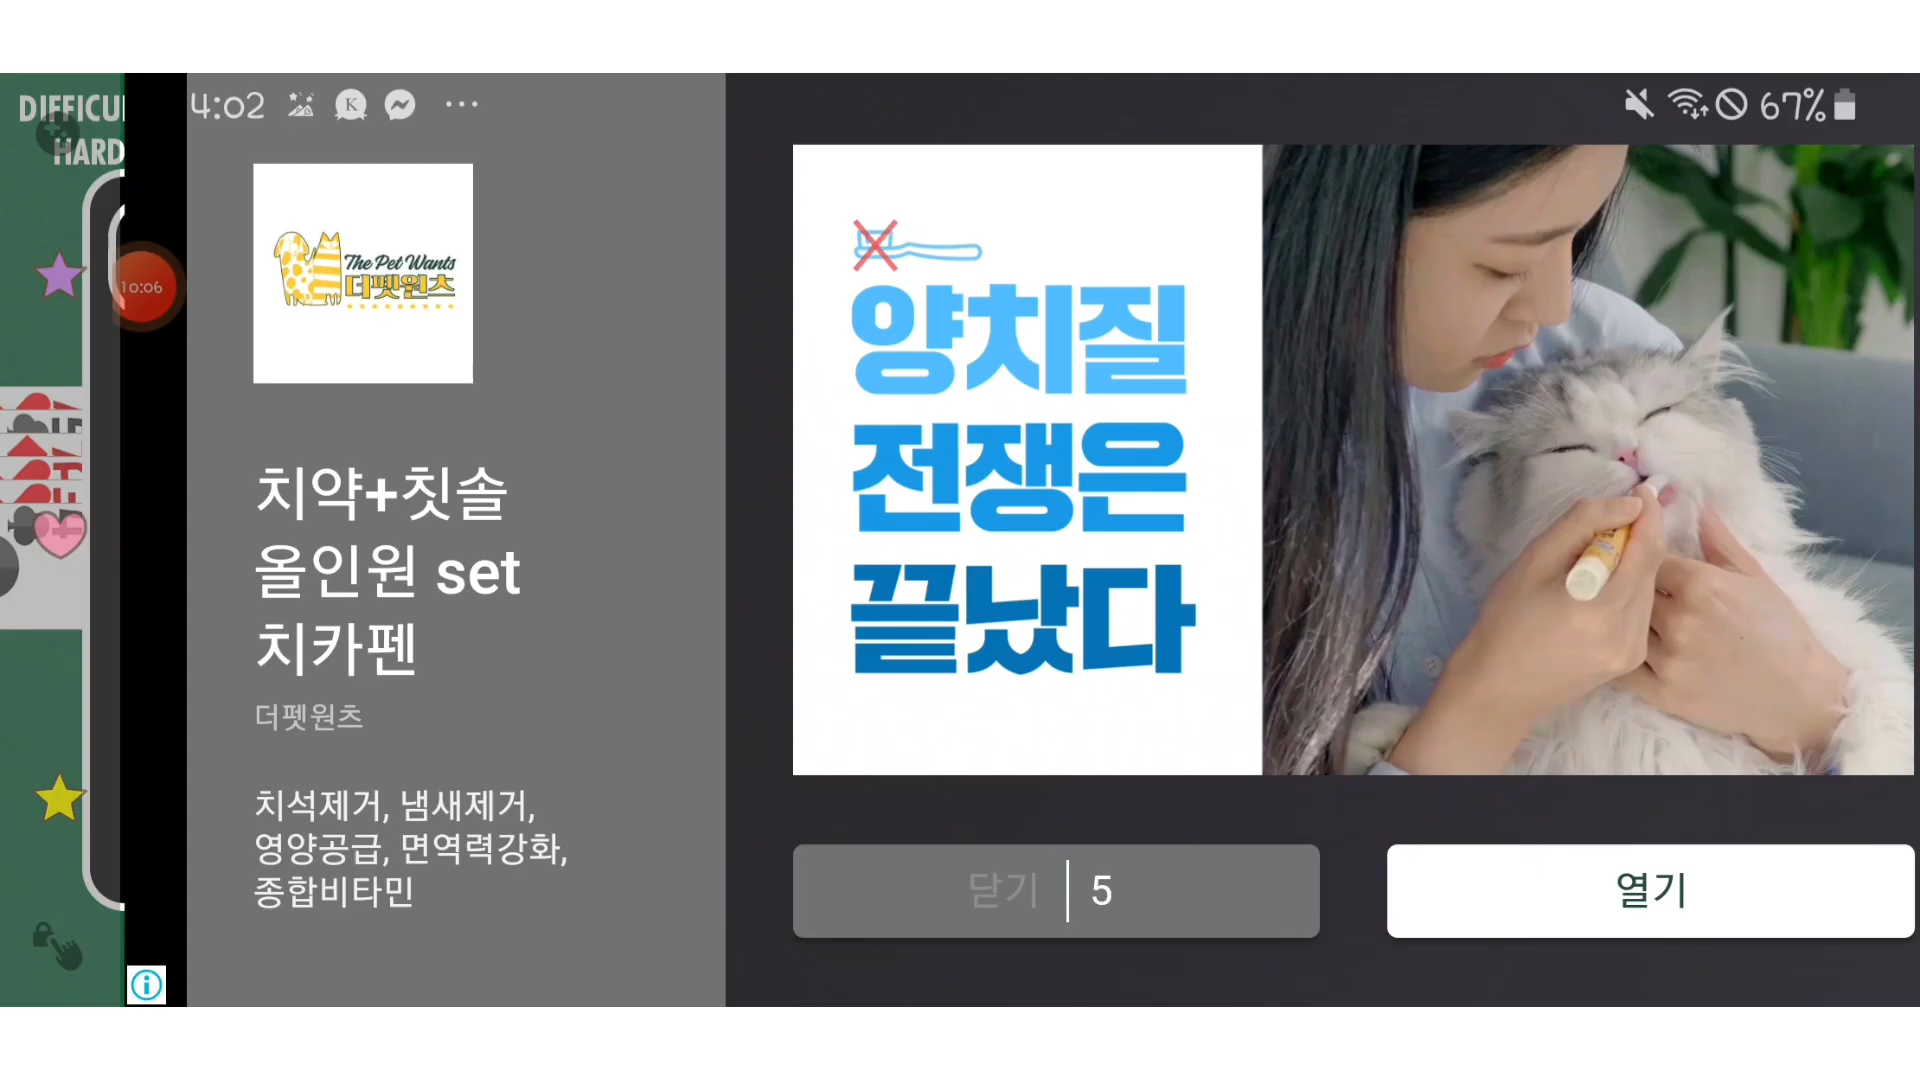 DIFFICU
HARD
4:02
K
67%
10:06
The Pet Wants
더펫원츠
치약+칫솔
올인원 set
치카펜
더펫원츠
치석제거, 냄새제거,
영양공급, 면역력강화,
종합비타민
양치질
전쟁은
끝났다
닫기 5
열기